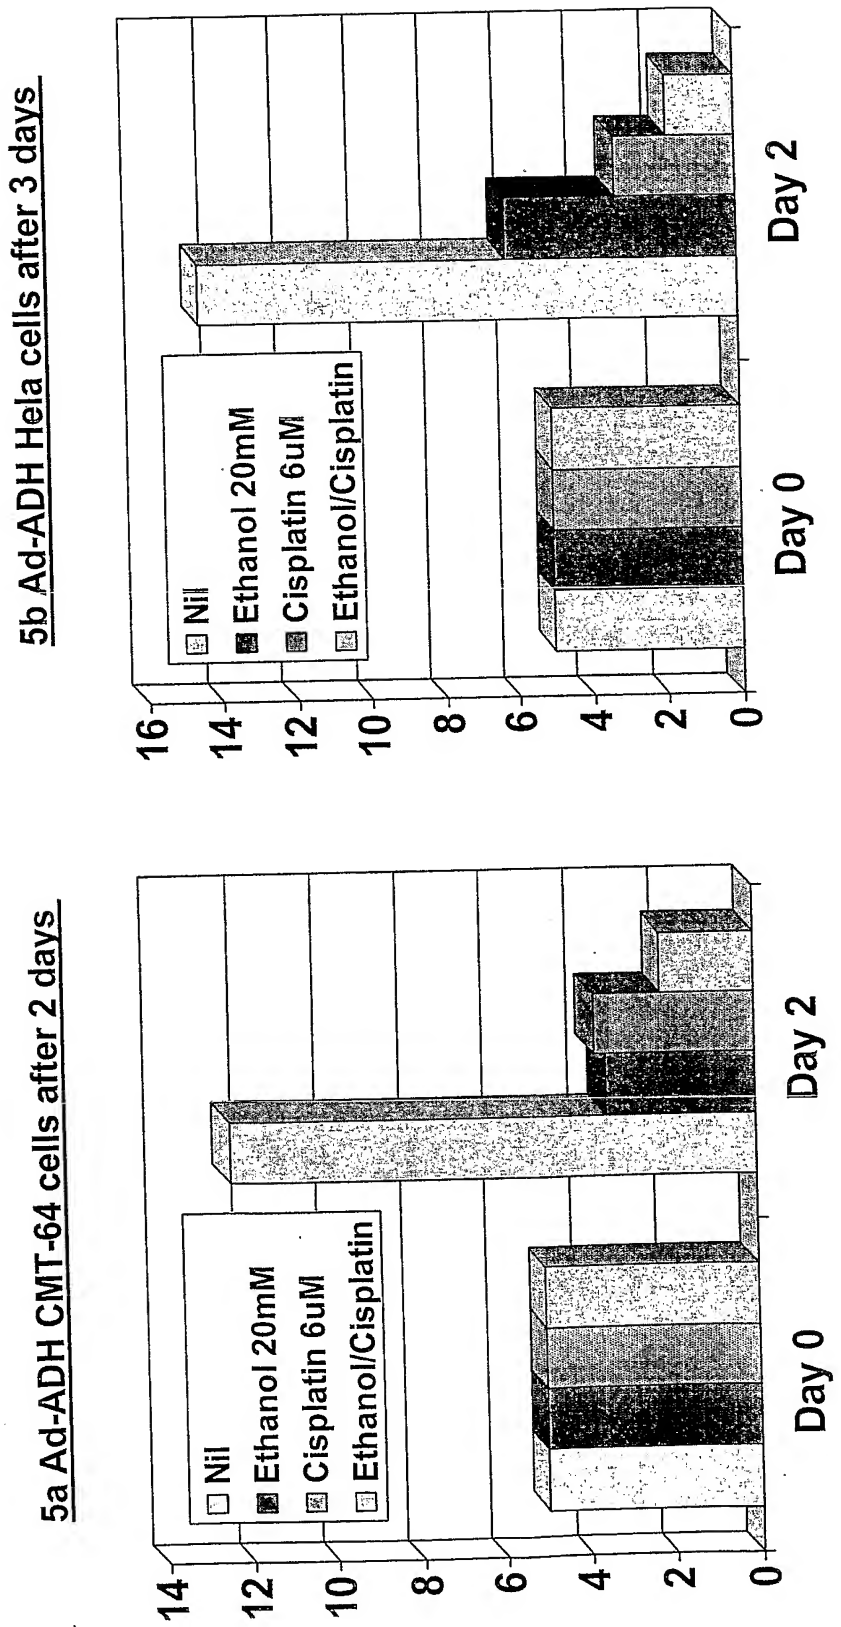 5a Ad-ADH CMT-64 cells after 2 days
14
12
10
8
6
4
2
0
Nil
Ethanol 20mM
Cisplatin 6uM
Ethanol/Cisplatin
Day 0
Day 2
5b Ad-ADH Hela cells after 3 days
16
14
12
10
8
6
4
2
0
Nil
Ethanol 20mM
Cisplatin 6uM
Ethanol/Cisplatin
Day 0
Day 2